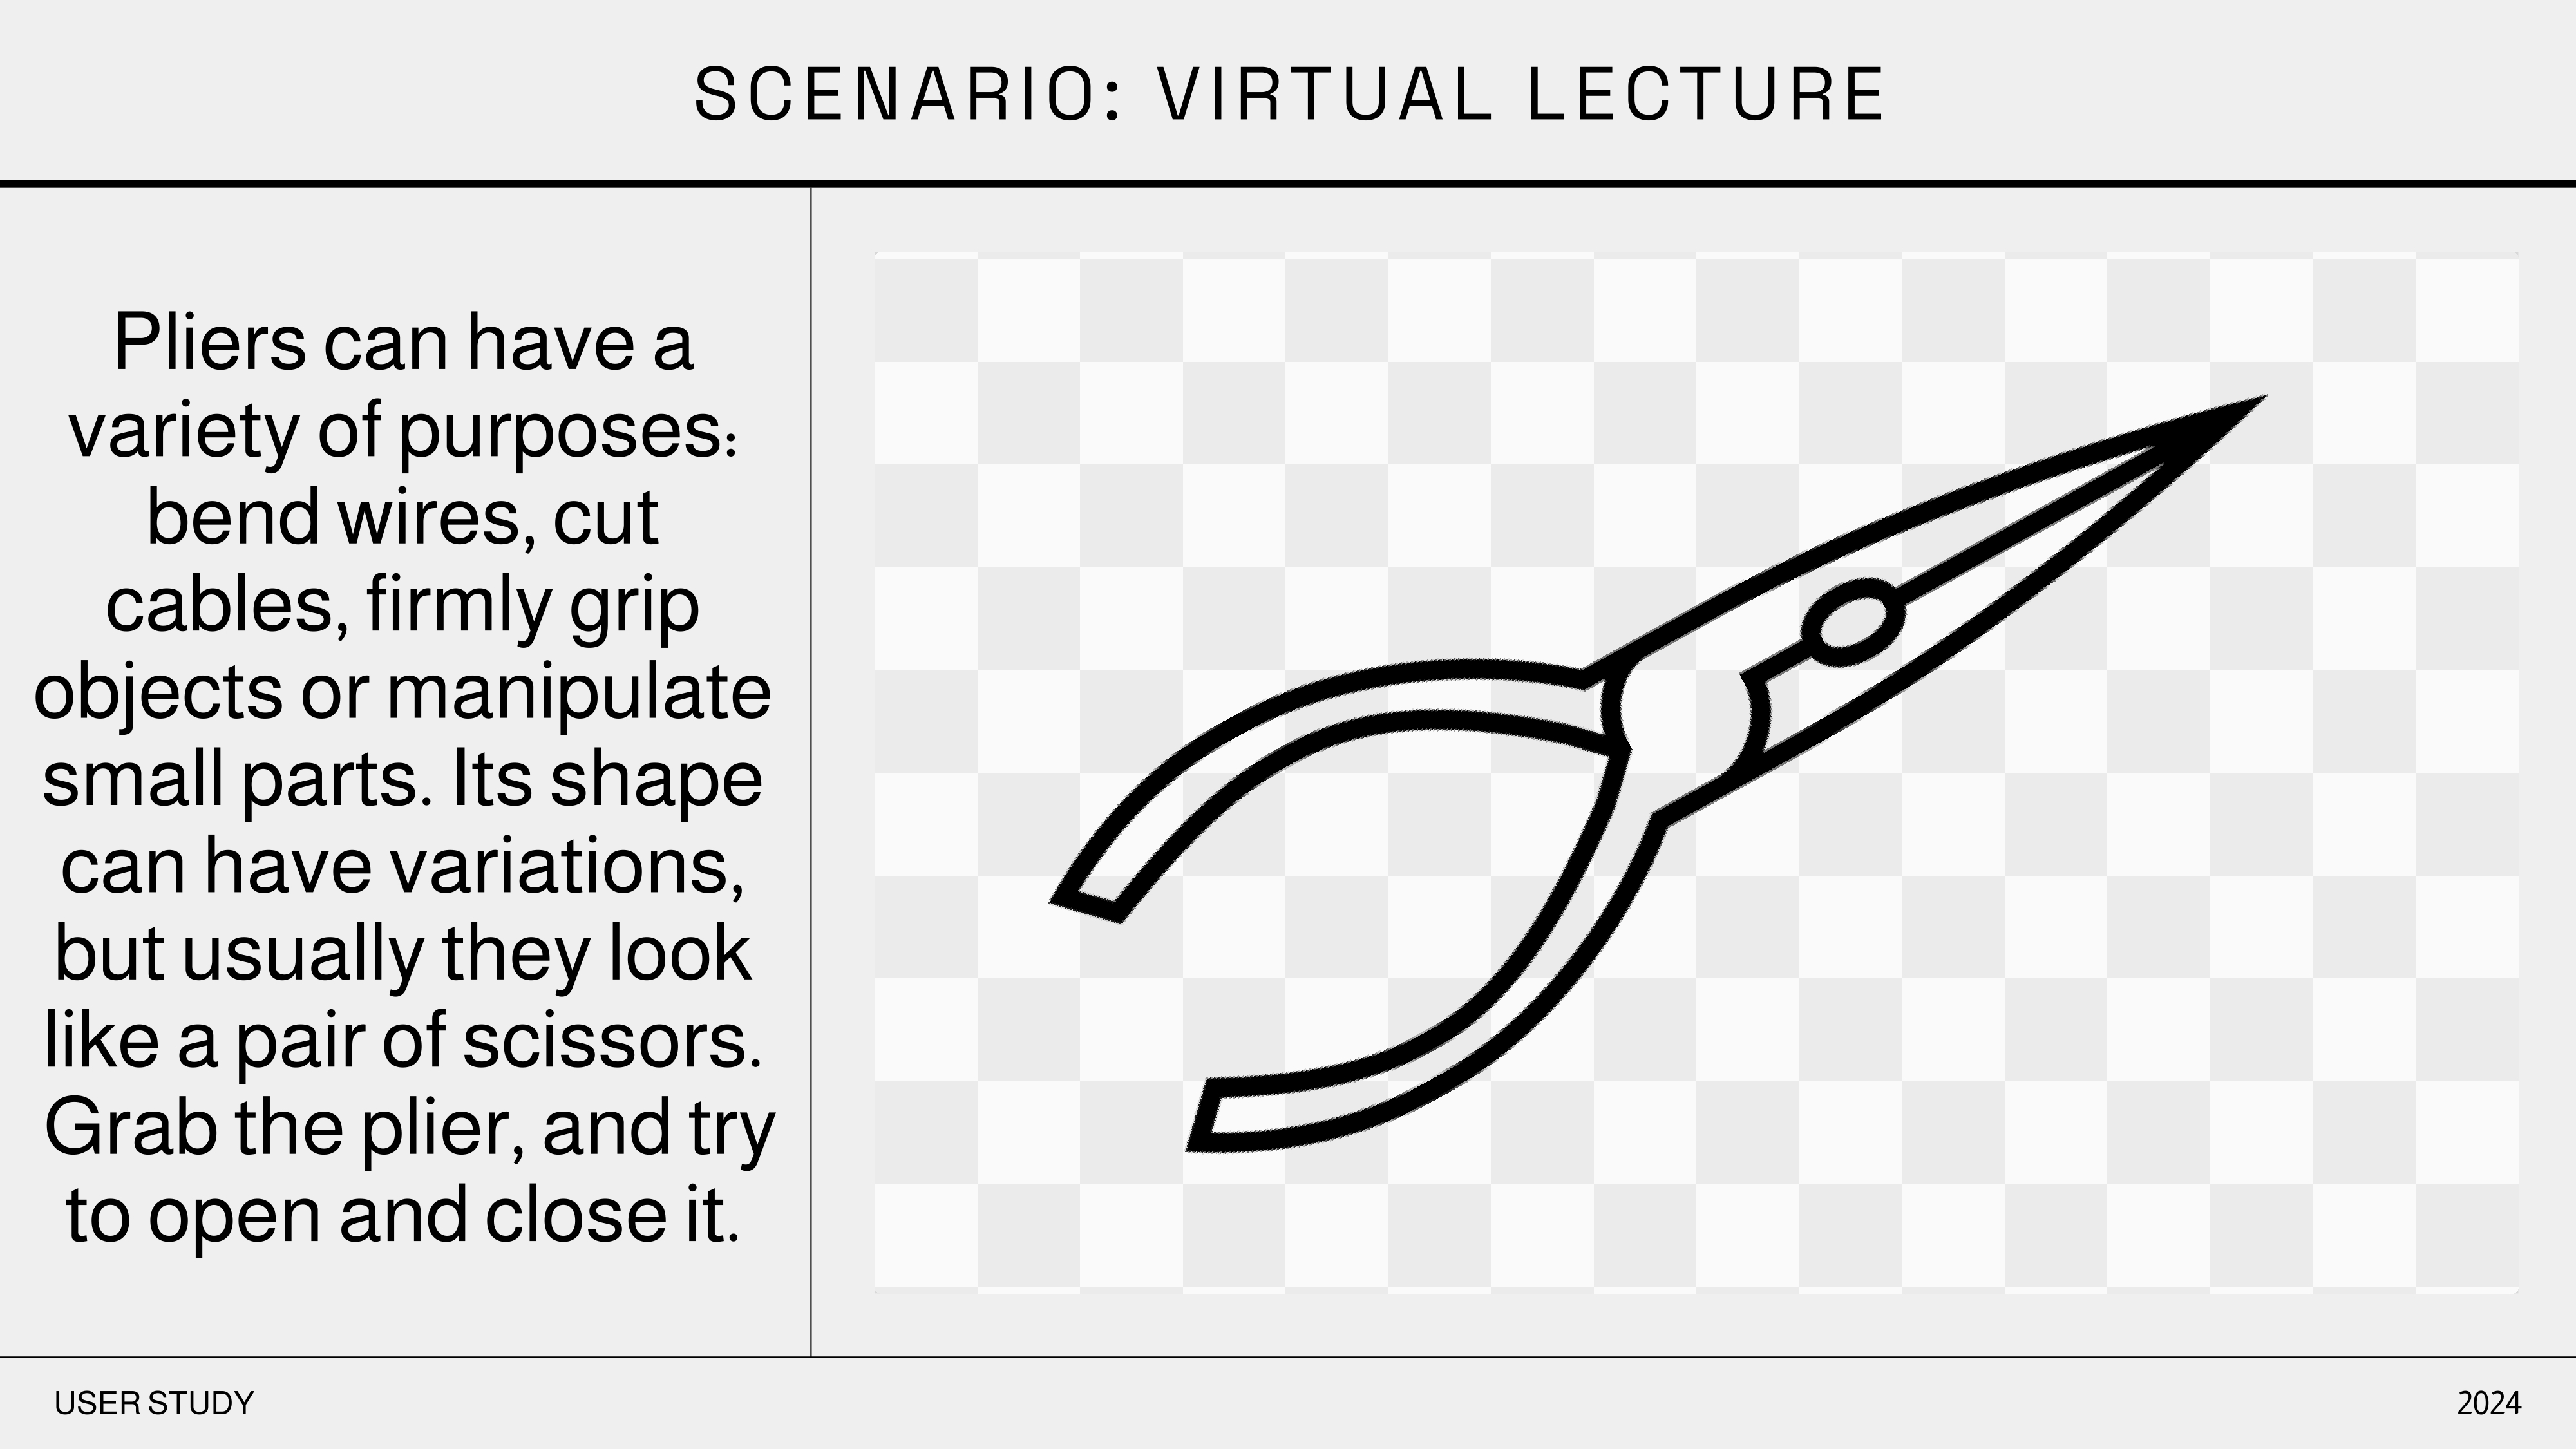 SCENARIO: VIRTUAL LECTURE
Pliers can have a
variety of purposes:
bend wires, cut
cables, firmly grip
objects or manipulate
small parts. Its shape
can have variations,
but usually they look
like a pair of scissors.
Grab the plier, and try
to open and close it.
USER STUDY
2024